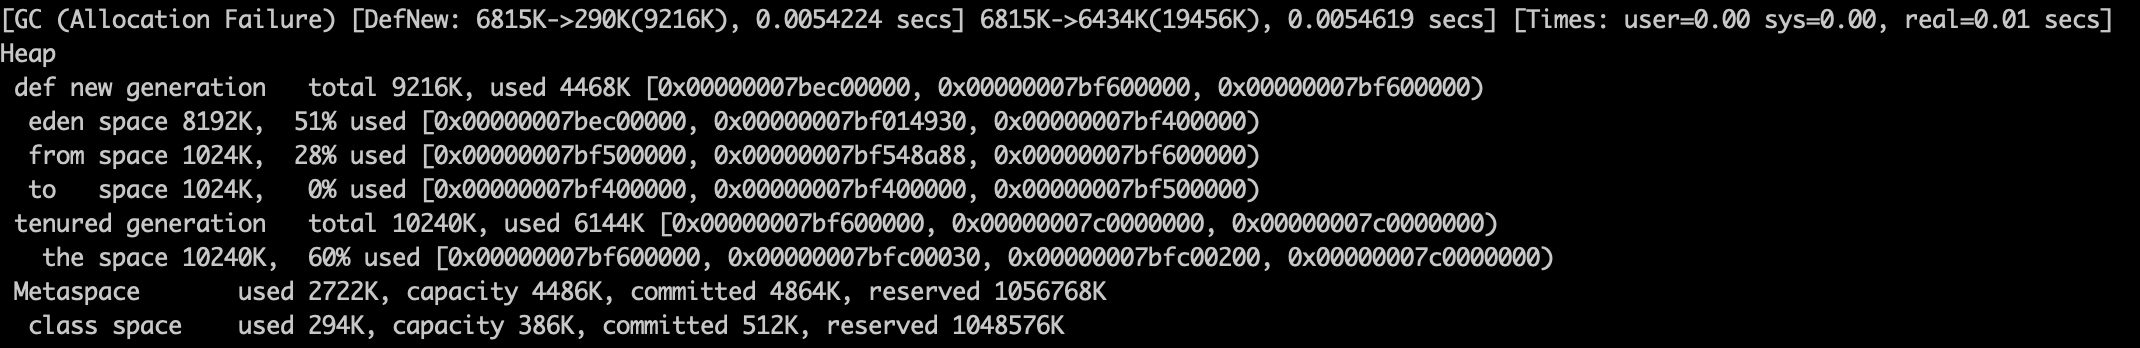 [GC (Allocation Failure) [DefNew: 6815K->290K(9216K), 0.0054224 secs] 6815K->6434K(19456K), 0.0054619 secs] [Times: user=0.00 sys=0.00, real=0.01 secs]
Heap
 def new generation   total 9216K, used 4468K [0x00000007bec00000, 0x00000007bf600000, 0x00000007bf600000)
  eden space 8192K,  51% used [0x00000007bec00000, 0x00000007bf014930, 0x00000007bf400000)
  from space 1024K,  28% used [0x00000007bf500000, 0x00000007bf548a88, 0x00000007bf600000)
  to   space 1024K,   0% used [0x00000007bf400000, 0x00000007bf400000, 0x00000007bf500000)
 tenured generation   total 10240K, used 6144K [0x00000007bf600000, 0x00000007c0000000, 0x00000007c0000000)
   the space 10240K,  60% used [0x00000007bf600000, 0x00000007bfc00030, 0x00000007bfc00200, 0x00000007c0000000)
 Metaspace       used 2722K, capacity 4486K, committed 4864K, reserved 1056768K
  class space    used 294K, capacity 386K, committed 512K, reserved 1048576K